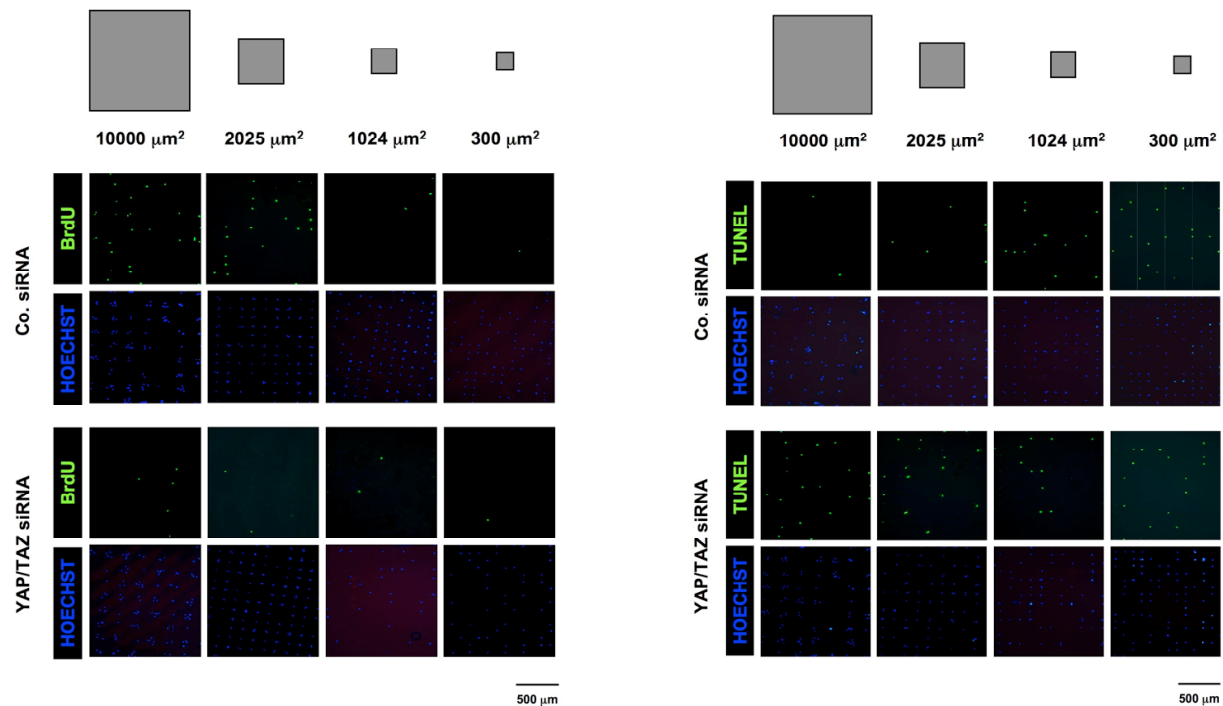 10000 μm²
2025 μm²
1024 μm²
300 μm²
Co. siRNA
BrdU
HOECHST
YAP/TAZ siRNA
BrdU
HOECHST
500 μm
10000 μm²
2025 μm²
1024 μm²
300 μm²
Co. siRNA
TUNEL
HOECHST
YAP/TAZ siRNA
TUNEL
HOECHST
500 μm